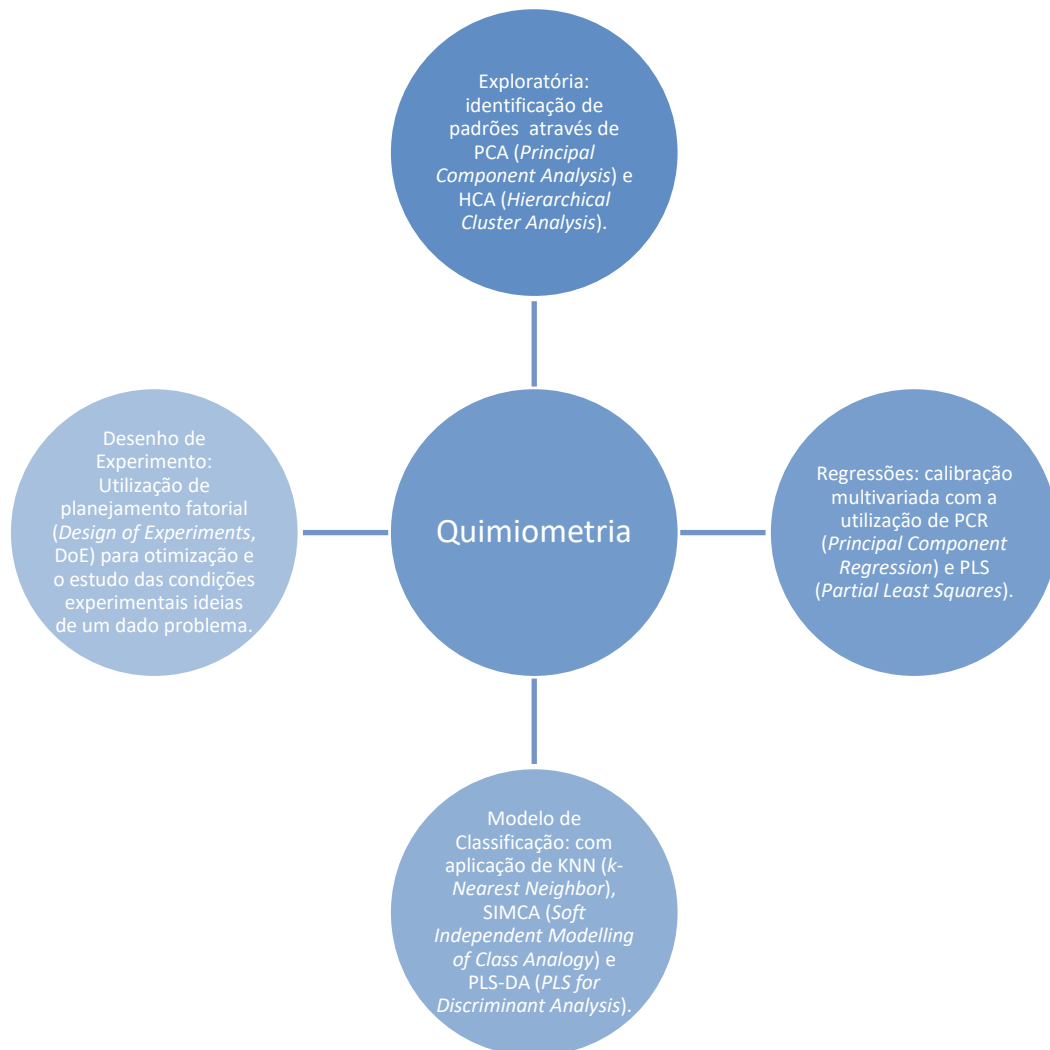 Exploratória:
identificação de
padrões através de
PCA (Principal
Component Analysis) e
HCA (Hierarchical
Cluster Analysis).
Desenho de
Experimento:
Utilização de
planejamento fatorial
(Design of Experiments,
DoE) para otimização e
o estudo das condições
experimentais ideias
de um dado problema.
Quimiometria
Regressões: calibração
multivariada com a
utilização de PCR
(Principal Component
Regression) e PLS
(Partial Least Squares).
Modelo de
Classificação: com
aplicação de KNN (k-
Nearest Neighbor),
SIMCA (Soft
Independent Modelling
of Class Analogy) e
PLS-DA (PLS for
Discriminant Analysis).